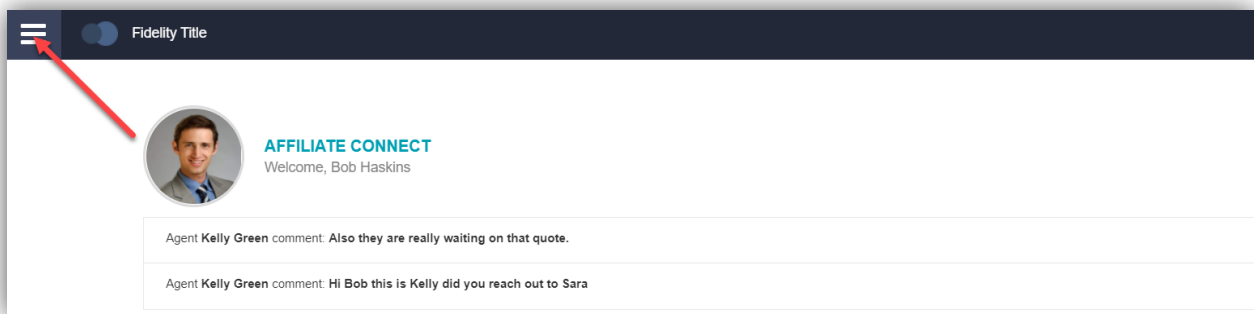 Fidelity Title
AFFILIATE CONNECT
Welcome, Bob Haskins
Agent Kelly Green comment: Also they are really waiting on that quote.
Agent Kelly Green comment: Hi Bob this is Kelly did you reach out to Sara